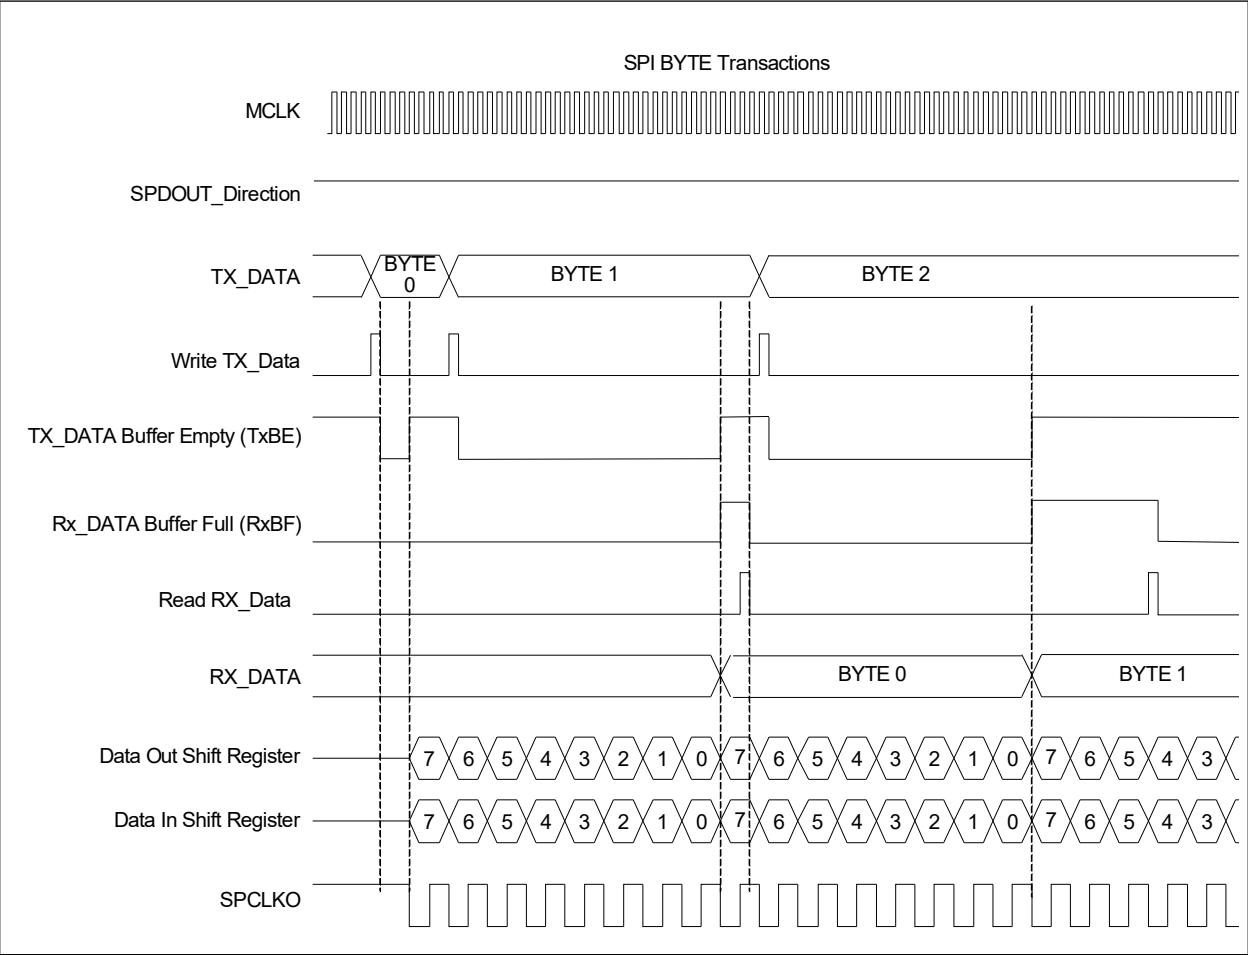 SPI BYTE Transactions
MCLK
SPDOUT_Direction
TX_DATA
BYTE
0
BYTE 1
BYTE 2
Write TX_Data
TX_DATA Buffer Empty (TxBE)
Rx_DATA Buffer Full (RxBF)
Read RX_Data
RX_DATA
BYTE 0
BYTE 1
Data Out Shift Register
7 6 5 4 3 2 1 0 7 6 5 4 3 2 1 0 7 6 5 4 3
Data In Shift Register
7 6 5 4 3 2 1 0 7 6 5 4 3 2 1 0 7 6 5 4 3
SPCLKO